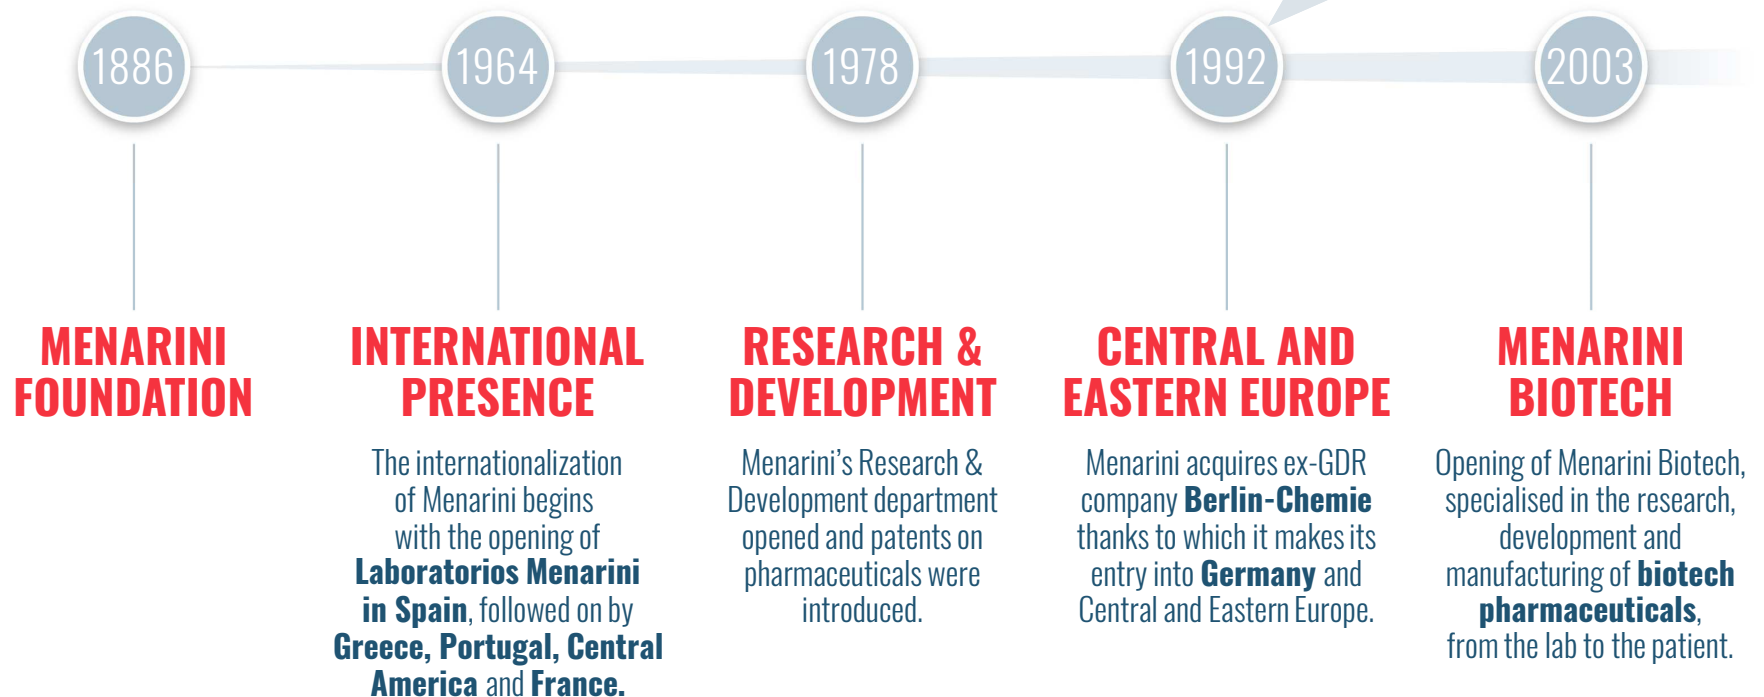 1886
1964
1978
1992
2003
MENARINI
FOUNDATION
INTERNATIONAL
PRESENCE
The internationalization
of Menarini begins
with the opening of
Laboratorios Menarini
in Spain, followed on by
Greece, Portugal, Central
America and France.
RESEARCH &
DEVELOPMENT
Menarini’s Research &
Development department
opened and patents on
pharmaceuticals were
introduced.
CENTRAL AND
EASTERN EUROPE
Menarini acquires ex-GDR
company Berlin-Chemie
thanks to which it makes its
entry into Germany and
Central and Eastern Europe.
MENARINI
BIOTECH
Opening of Menarini Biotech,
specialised in the research,
development and
manufacturing of biotech
pharmaceuticals,
from the lab to the patient.